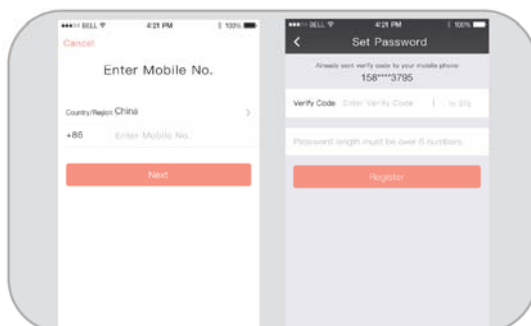 BELL 4:21 PM 100%
Cancel
Enter Mobile No.
Country/Region China
+86 Enter Mobile No.
Next
BELL 4:21 PM 100%
Set Password
Already sent verify code to your mobile phone
158****3795
Verify Code Enter Verify Code
Password length must be over 6 numbers
Register